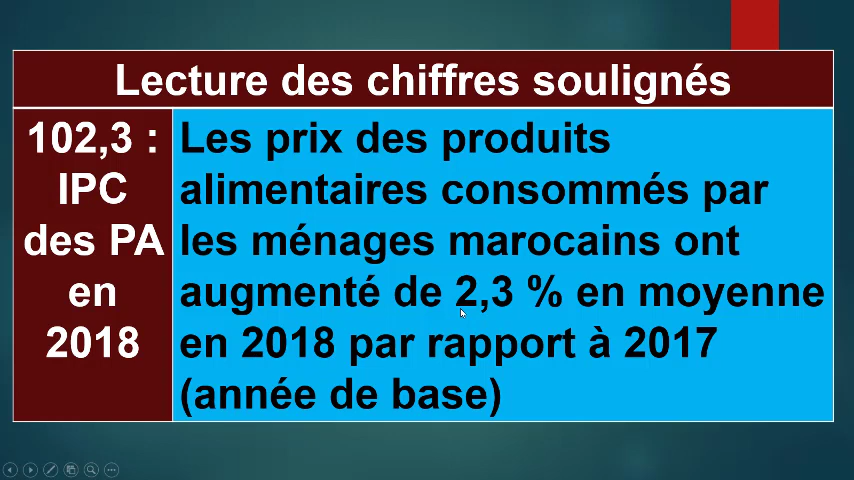 Lecture des chiffres soulignés
102,3 :
IPC
des PA
en
2018
Les prix des produits
alimentaires consommés par
les ménages marocains ont
augmenté de 2,3 % en moyenne
en 2018 par rapport à 2017
(année de base)